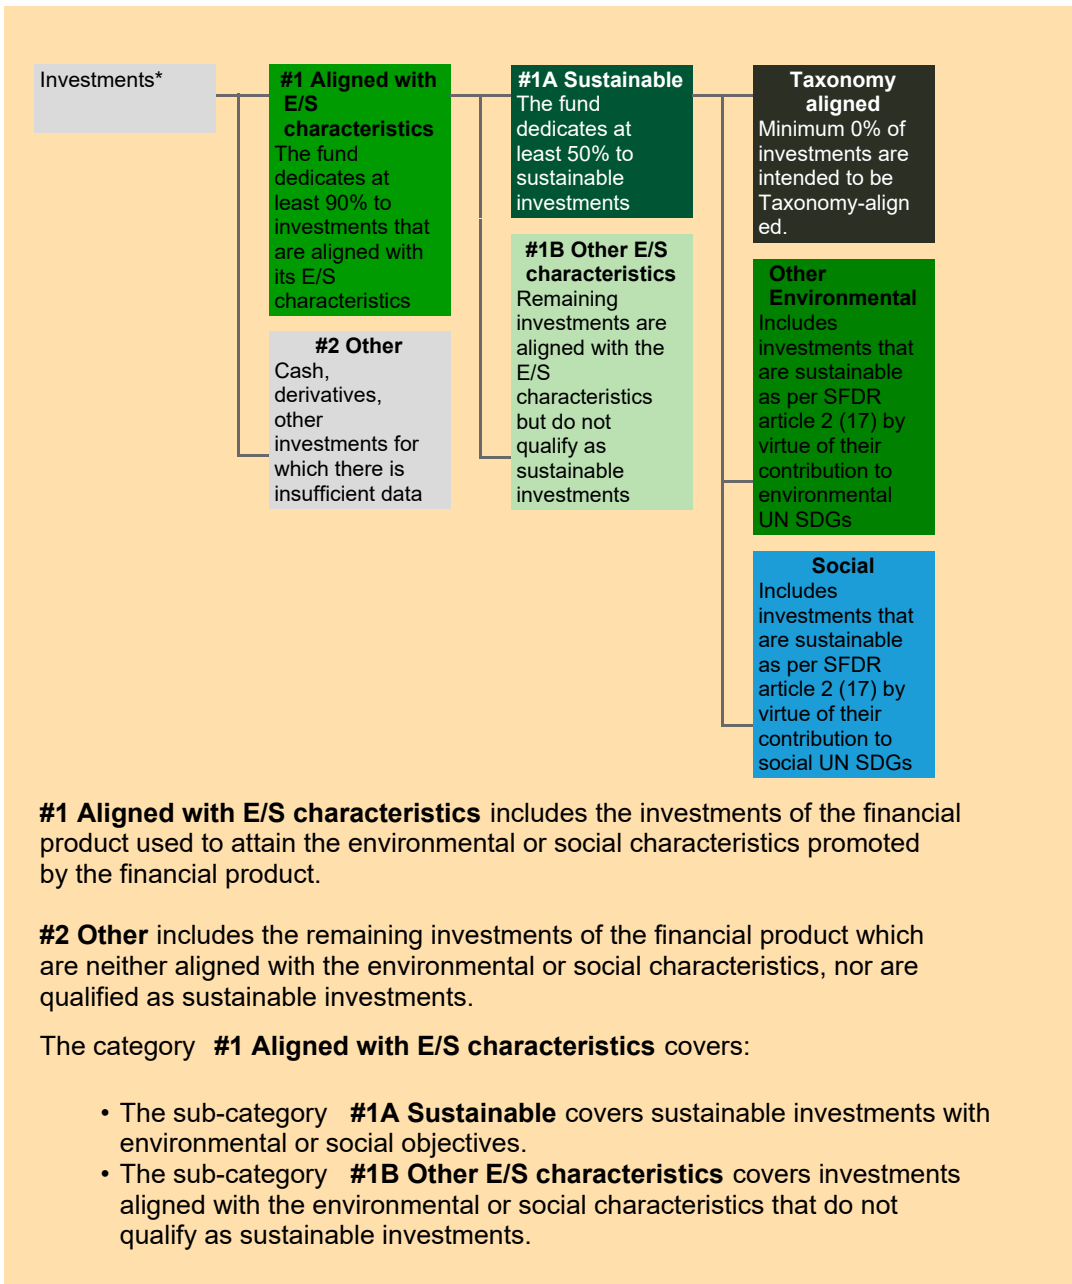 Investments*
#1 Aligned with
E/S
characteristics
The fund
dedicates at
least 90% to
investments that
are aligned with
its E/S
characteristics
#2 Other
Cash,
derivatives,
other
investments for
which there is
insufficient data
#1A Sustainable
The fund
dedicates at
least 50% to
sustainable
investments
#1B Other E/S
characteristics
Remaining
investments are
aligned with the
E/S
characteristics
but do not
qualify as
sustainable
investments
Taxonomy
aligned
Minimum 0% of
investments are
intended to be
Taxonomy-align
ed.
Other
Environmental
Includes
investments that
are sustainable
as per SFDR
article 2 (17) by
virtue of their
contribution to
environmental
UN SDGs
Social
Includes
investments that
are sustainable
as per SFDR
article 2 (17) by
virtue of their
contribution to
social UN SDGs
#1 Aligned with E/S characteristics includes the investments of the financial
product used to attain the environmental or social characteristics promoted
by the financial product.
#2 Other includes the remaining investments of the financial product which
are neither aligned with the environmental or social characteristics, nor are
qualified as sustainable investments.
The category #1 Aligned with E/S characteristics covers:
• The sub-category #1A Sustainable covers sustainable investments with
environmental or social objectives.
• The sub-category #1B Other E/S characteristics covers investments
aligned with the environmental or social characteristics that do not
qualify as sustainable investments.